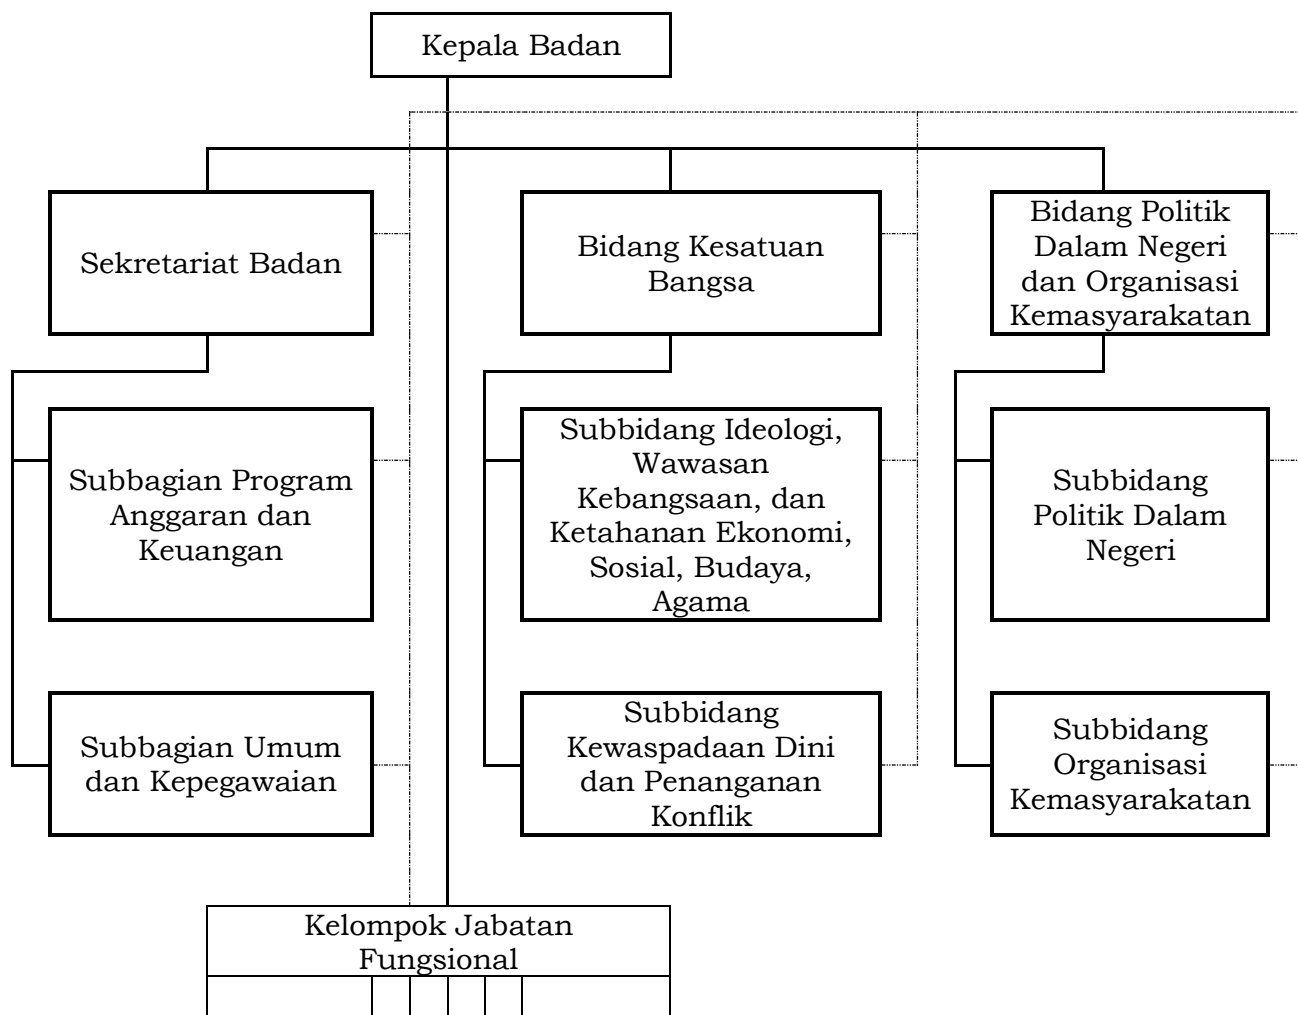 Kepala Badan
Sekretariat Badan
Bidang Kesatuan
Bangsa
Bidang Politik
Dalam Negeri
dan Organisasi
Kemasyarakatan
Subbagian Program
Anggaran dan
Keuangan
Subbidang Ideologi,
Wawasan
Kebangsaan, dan
Ketahanan Ekonomi,
Sosial, Budaya,
Agama
Subbidang
Politik Dalam
Negeri
Subbagian Umum
dan Kepegawaian
Subbidang
Kewaspadaan Dini
dan Penanganan
Konflik
Subbidang
Organisasi
Kemasyarakatan
Kelompok Jabatan
Fungsional